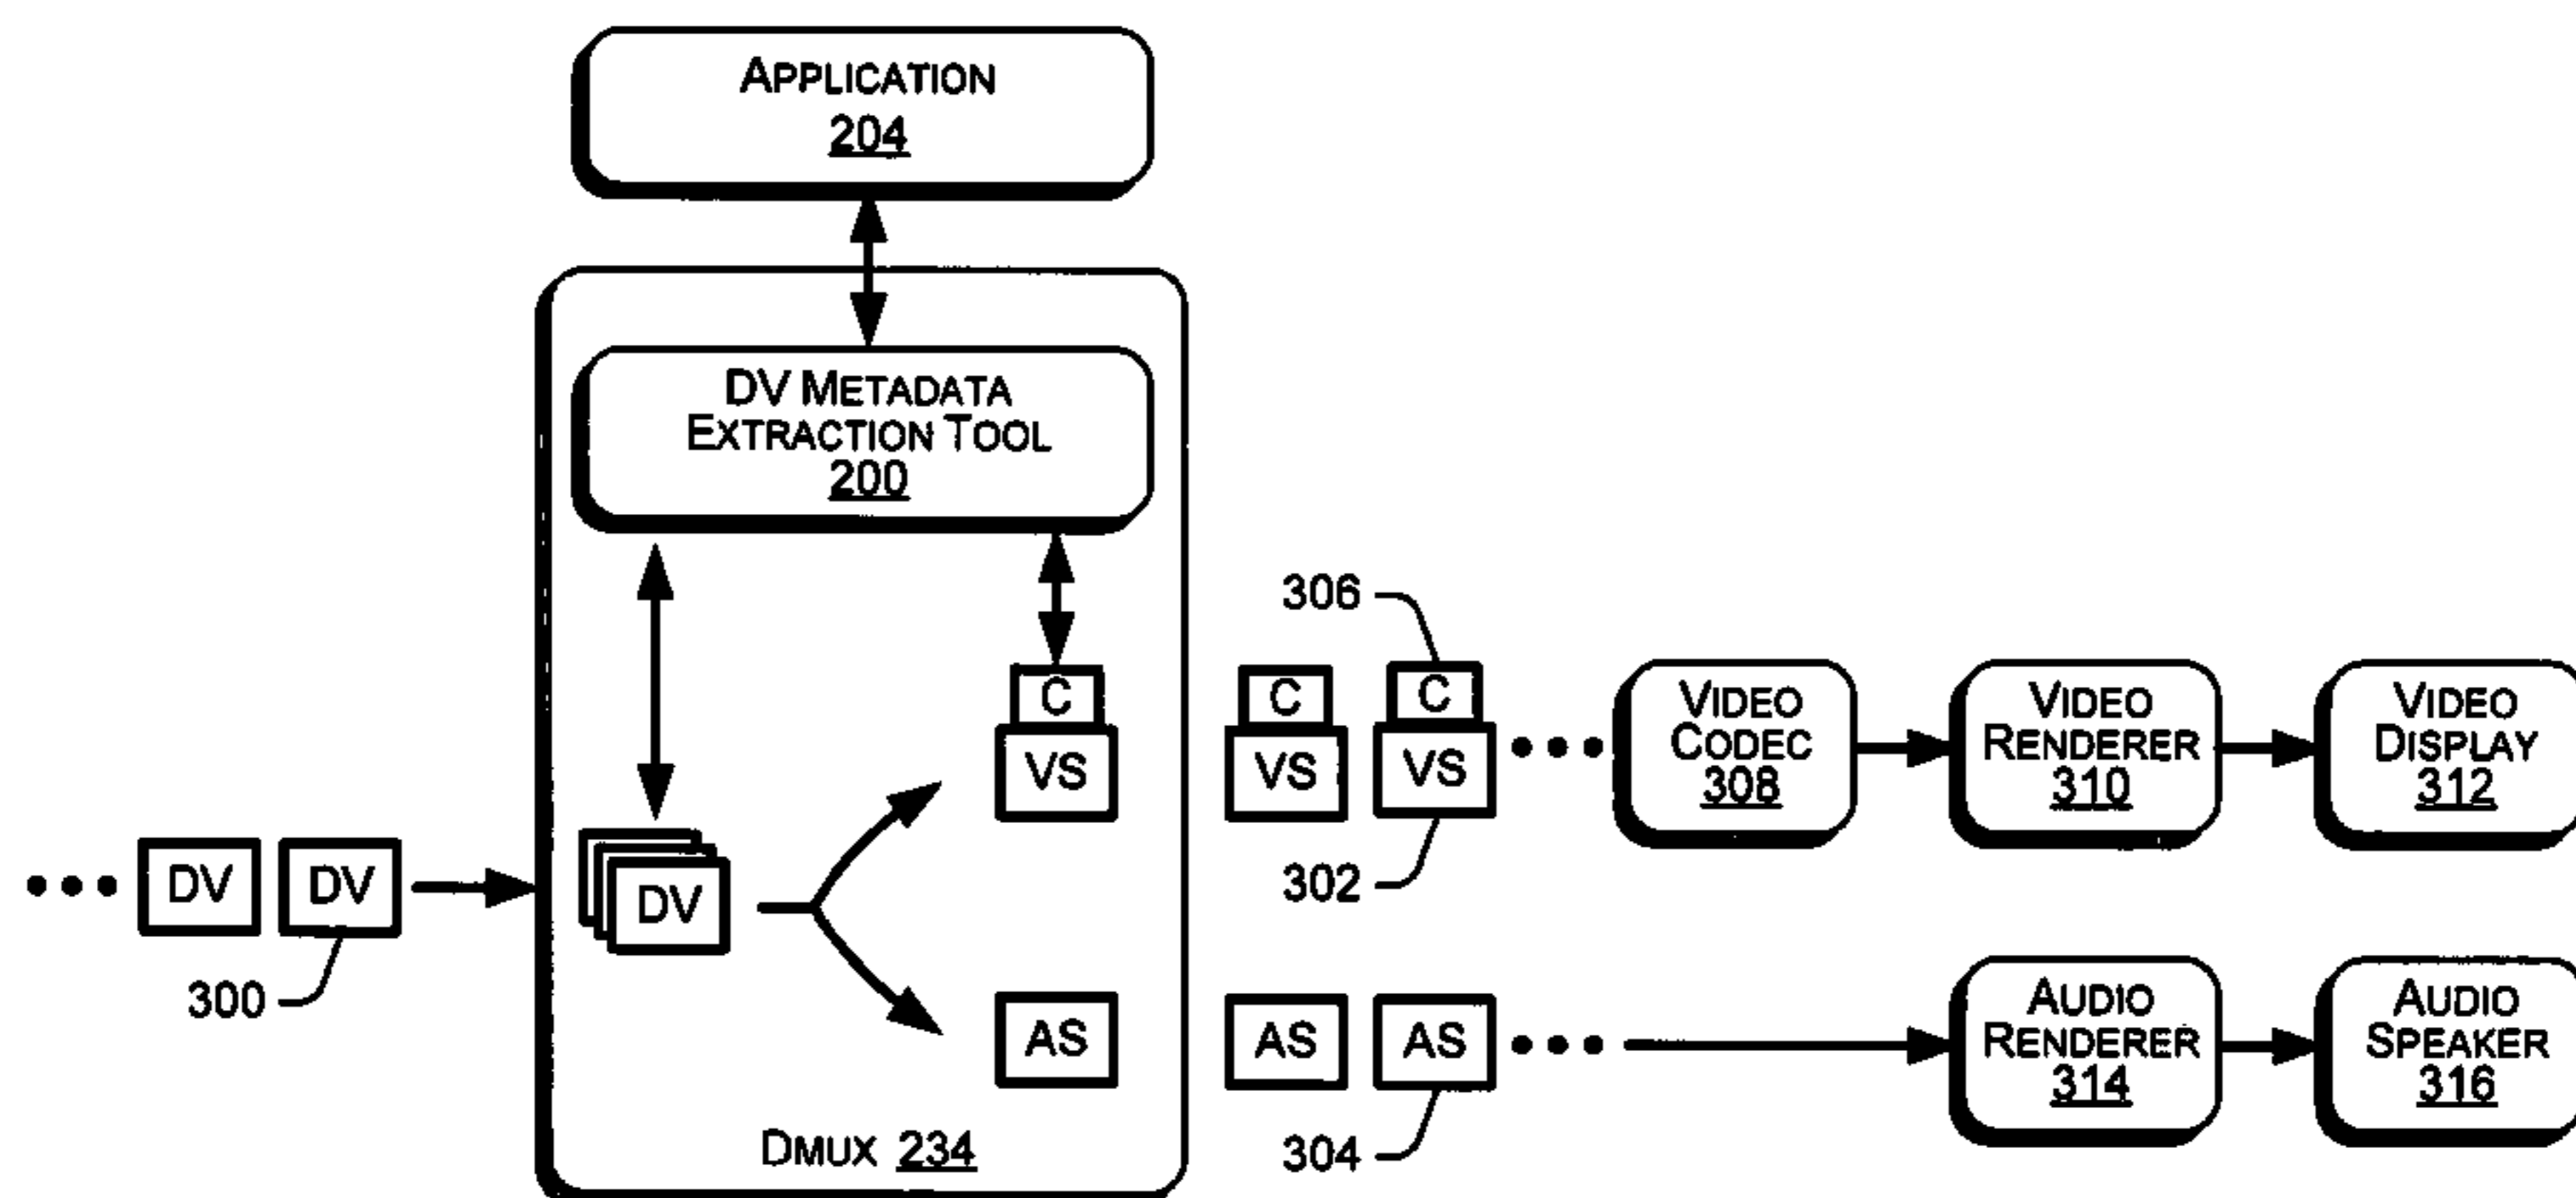 APPLICATION
204
DV METADATA
EXTRACTION TOOL
200
306
C
C
C
VS
VS
VS
VIDEO
CODEC
308
VIDEO
RENDERER
310
VIDEO
DISPLAY
312
302
DV
DV
DV
300
AS
AS
AS
AUDIO
RENDERER
314
AUDIO
SPEAKER
316
304
DMUX 234